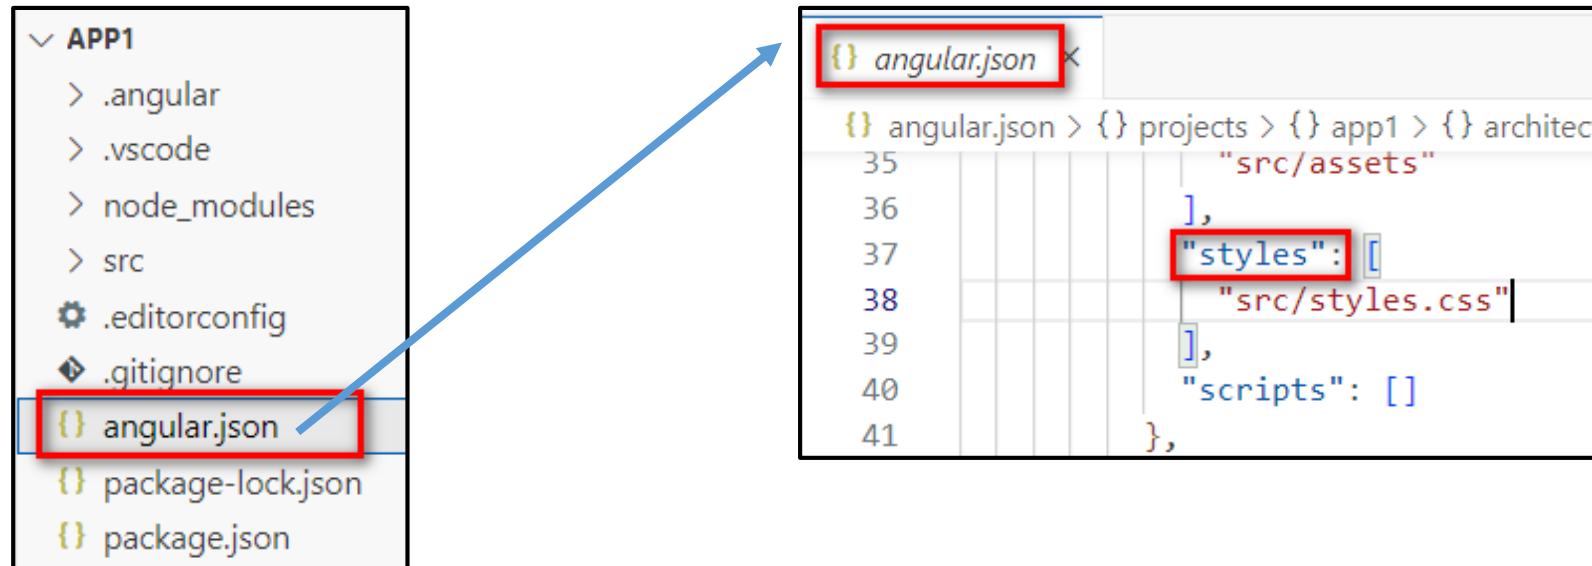 APP1
.angular
.vscode
node_modules
src
.editorconfig
.gitignore
{} angular.json
{} package-lock.json
{} package.json
{} angular.json ×
{} angular.json > {} projects > {} app1 > {} architec
35 "src/assets"
36 ],
37 "styles": [
38 "src/styles.css"
39 ],
40 "scripts": []
41 },